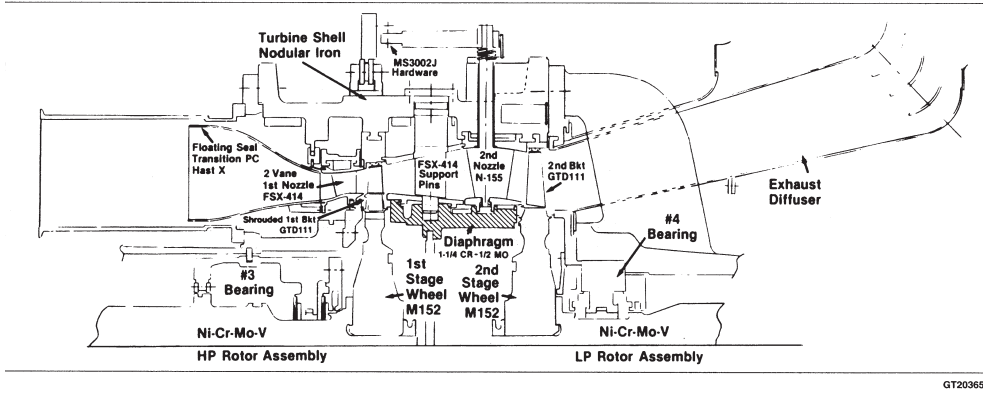 Turbine Shell
Nodular Iron
MS3002J
Hardware
Floating Seal
Transition PC
Hast X
2 Vane
1st Nozzle
FSX-414
Shrouded 1st Bkt
GTD111
FSX-414
Support
Pins
2nd
Nozzle
N-155
2nd Bkt
GTD111
Exhaust
Diffuser
Diaphragm
1-1/4 CR-1/2 MO
#3
Bearing
1st
Stage
Wheel
M152
2nd
Stage
Wheel
M152
#4
Bearing
Ni-Cr-Mo-V
Ni-Cr-Mo-V
HP Rotor Assembly
LP Rotor Assembly
GT20365